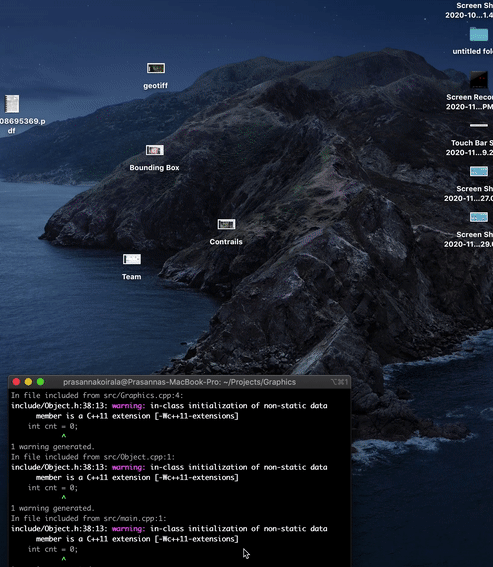 Screen Sh
2020-10...1.4
untitled fol
geotiff
08695369.p
df
Screen Reco
2020-11...PM.
Touch Bar S
2020-11...9.2
Bounding Box
Screen Sh
2020-11...27.0
Contrails
Screen Sh
2020-11...29.0
Team
prasannakoirala@Prasannas-MacBook-Pro: ~/Projects/Graphics
⌥⌘1
In file included from src/Graphics.cpp:4:
include/Object.h:38:13: warning: in-class initialization of non-static data
member is a C++11 extension [-Wc++11-extensions]
int cnt = 0;
^
1 warning generated.
In file included from src/Object.cpp:1:
include/Object.h:38:13: warning: in-class initialization of non-static data
member is a C++11 extension [-Wc++11-extensions]
int cnt = 0;
^
1 warning generated.
In file included from src/main.cpp:1:
include/Object.h:38:13: warning: in-class initialization of non-static data
member is a C++11 extension [-Wc++11-extensions]
int cnt = 0;
^